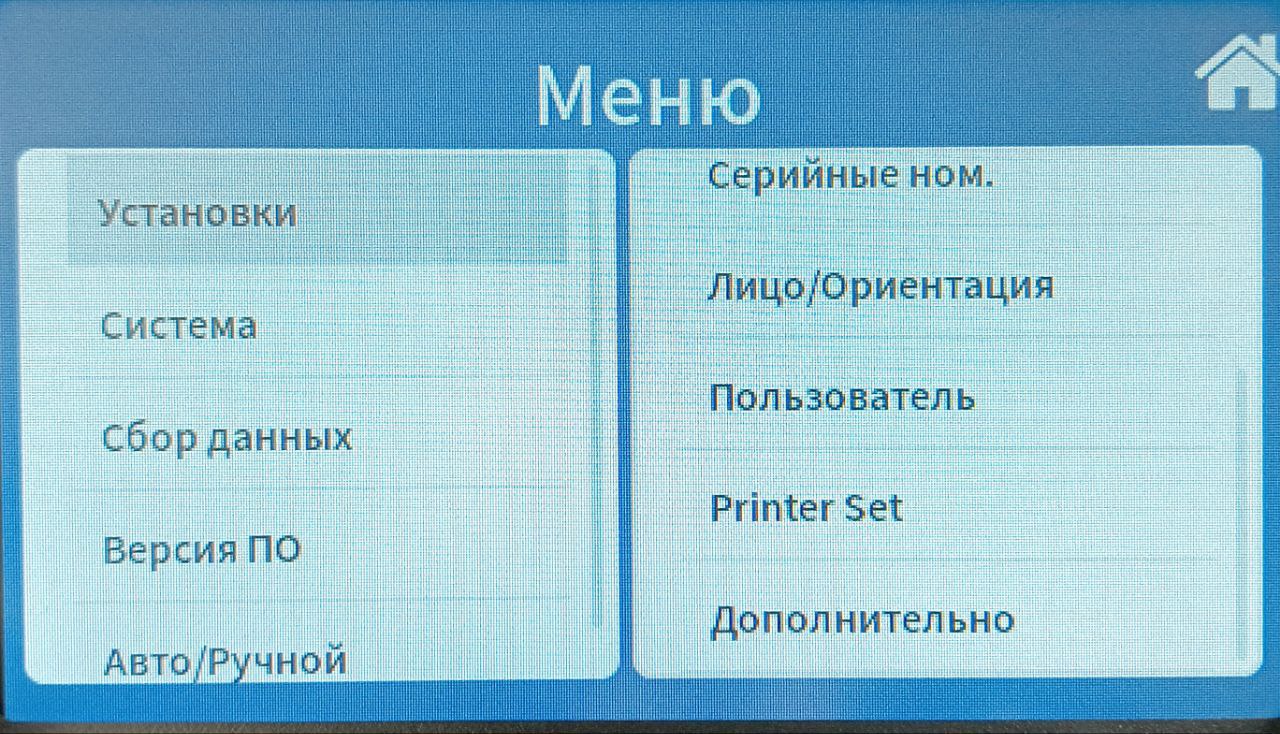 Меню
Установки
Система
Сбор данных
Версия ПО
Авто/Ручной
Серийные ном.
Лицо/Ориентация
Пользователь
Printer Set
Дополнительно